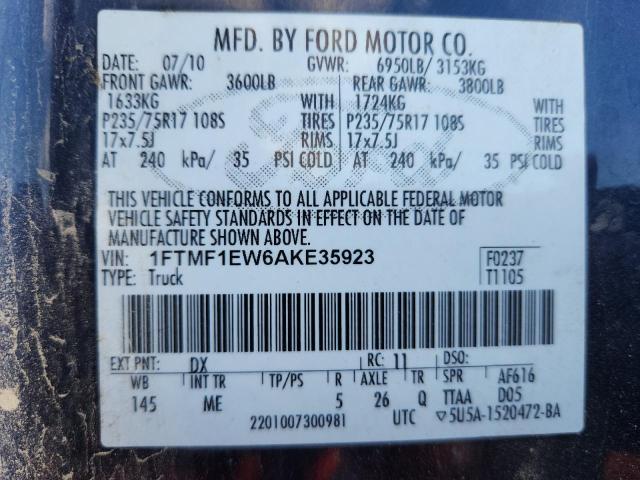 MFD. BY FORD MOTOR CO.
DATE: 07/10 GVWR: 6950LB/ 3153KG
FRONT GAWR: 3600LB REAR GAWR: 3800LB
1633KG WITH 1724KG WITH
P235/75R17 108S TIRES P235/75R17 108S TIRES
17x7.5J RIMS 17x7.5J RIMS
AT 240 kPa/ 35 PSI COLD AT 240 kPa/ 35 PSI COLD
THIS VEHICLE CONFORMS TO ALL APPLICABLE FEDERAL MOTOR
VEHICLE SAFETY STANDARDS IN EFFECT ON THE DATE OF
MANUFACTURE SHOWN ABOVE.
VIN: 1FTMF1EW6AKE35923 F0237
TYPE: Truck T1105
EXT PNT: DX RC: 11 DSO:
WB INT TR TP/PS R AXLE TR SPR AF616
145 ME 5 26 Q TTAA D05
2201007300981 UTC ▽5U5A-1520472-BA